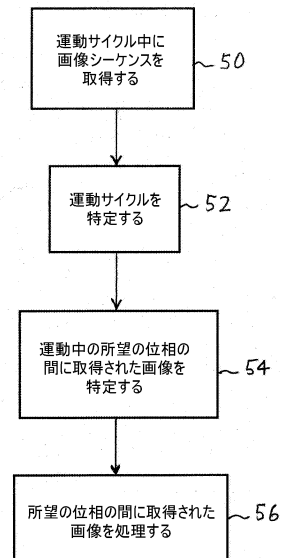 運動サイクル中に
画像シーケンスを
取得する
50
運動サイクルを
特定する
52
運動中の所望の位相の
間に取得された画像を
特定する
54
所望の位相の間に取得された
画像を処理する
56